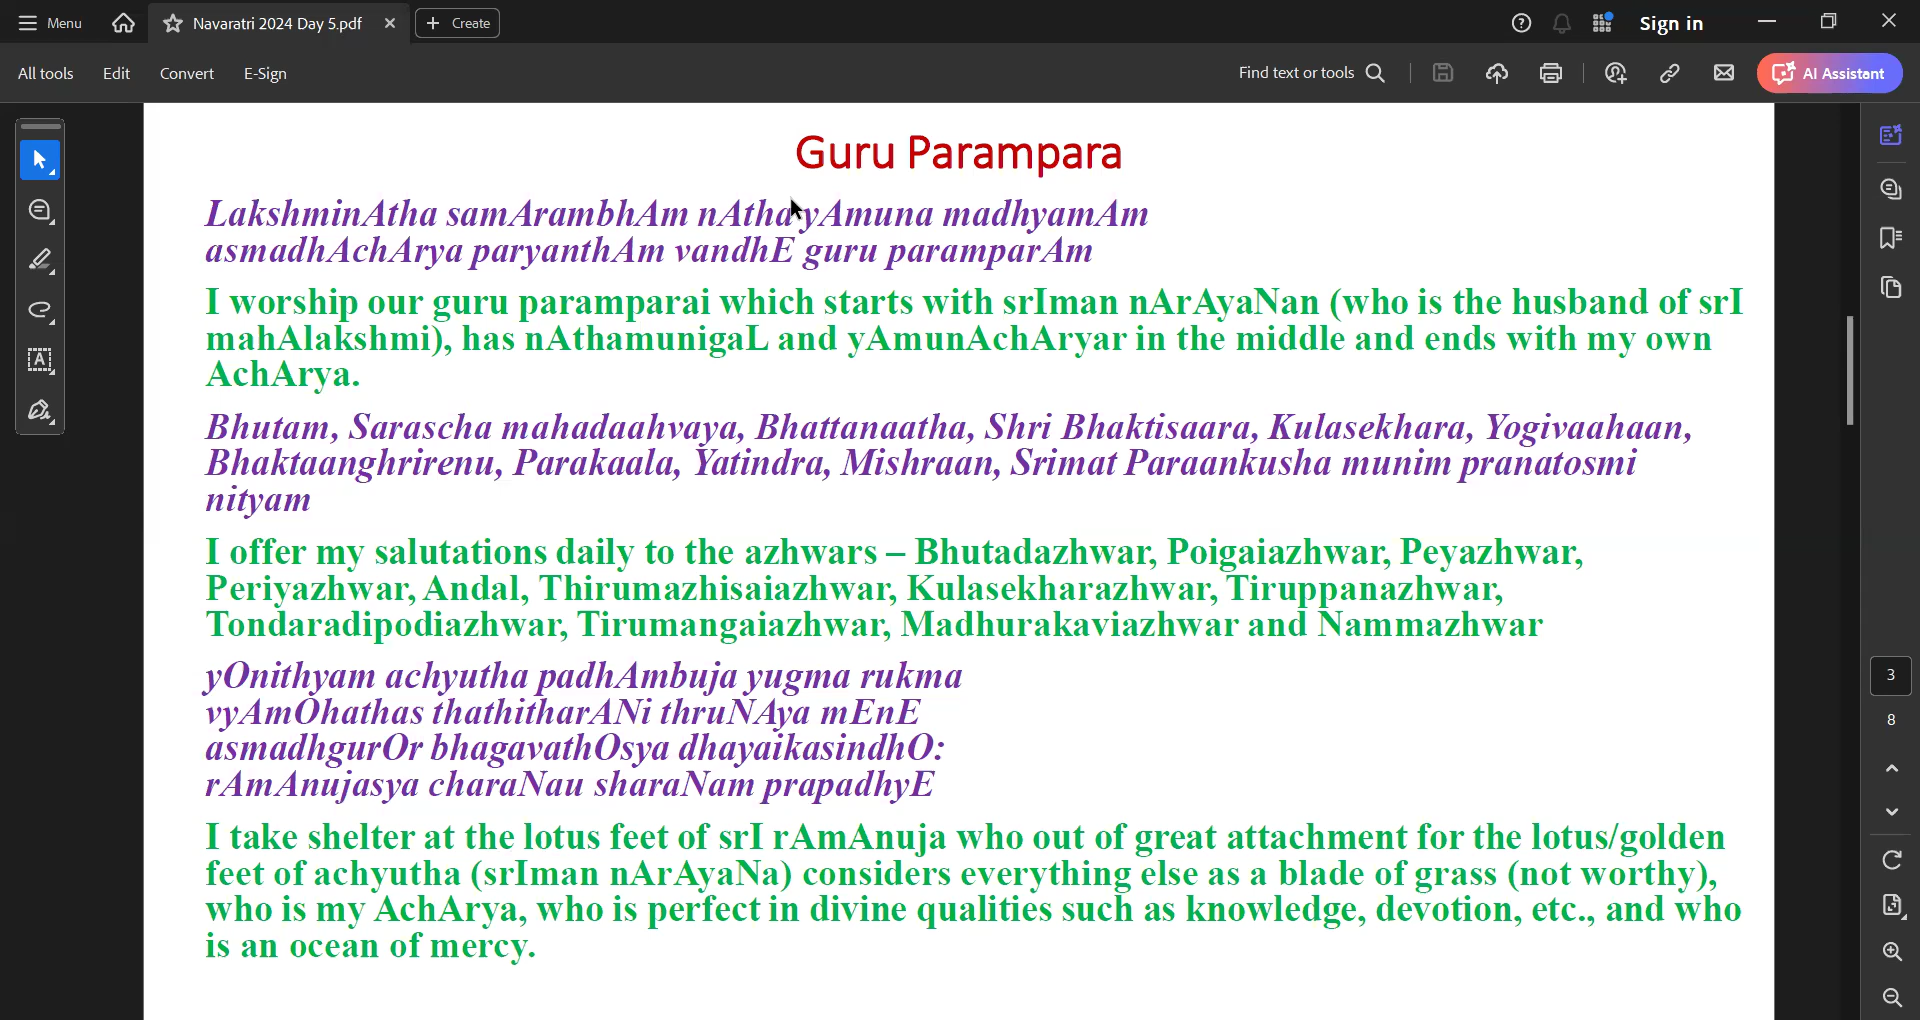 Menu
Navaratri 2024 Day 5.pdf
Create
Sign in
All tools
Edit
Convert
E-Sign
Find text or tools
AI Assistant
Guru Parampara
LakshminAtha samArambhAm nAtha yAmuna madhyamAm
asmadhAchArya paryanthAm vandhE guru paramparAm
I worship our guru paramparai which starts with srIman nArAyaNan (who is the husband of srI
mahAlakshmi), has nAthamunigaL and yAmunAchAryar in the middle and ends with my own
AchArya.
Bhutam, Sarascha mahadaahvaya, Bhattanaatha, Shri Bhaktisaara, Kulasekhara, Yogivaahaan,
Bhaktaanghrirenu, Parakaala, Yatindra, Mishraan, Srimat Paraankusha munim pranatosmi
nityam
I offer my salutations daily to the azhwars – Bhutadazhwar, Poigaiazhwar, Peyazhwar,
Periyazhwar, Andal, Thirumazhisaiazhwar, Kulasekharazhwar, Tiruppanazhwar,
Tondaradipodiazhwar, Tirumangaiazhwar, Madhurakaviazhwar and Nammazhwar
yOnithyam achyutha padhAmbuja yugma rukma
vyAmOhathas thathitharANi thruNAya mEnE
asmadhgurOr bhagavathOsya dhayaikasindhO:
rAmAnujasya charaNau sharaNam prapadhyE
I take shelter at the lotus feet of srI rAmAnuja who out of great attachment for the lotus/golden
feet of achyutha (srIman nArAyaNa) considers everything else as a blade of grass (not worthy),
who is my AchArya, who is perfect in divine qualities such as knowledge, devotion, etc., and who
is an ocean of mercy.
3
8